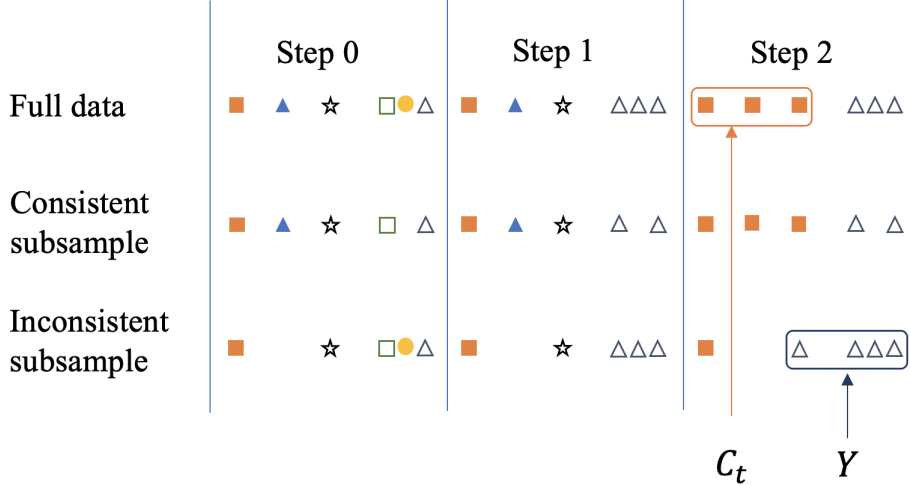 Step 0
Step 1
Step 2
Full data
Consistent
subsample
Inconsistent
subsample
C_t
Y